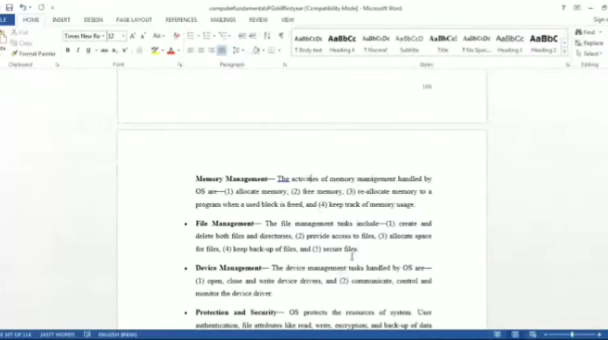 computerfundamentalsPGoldfirstyear [Compatibility Mode] - Microsoft Word
HOME INSERT DESIGN PAGE LAYOUT REFERENCES MAILINGS REVIEW VIEW
Cut
Copy
Format Painter
Times New Ro 12
AaBbCcDc AaBbCc AaBbCcDc AaBbCcD AaBbCcI AaBbCcDc AaBbCc AaBbC
T Body text Heading 4 T No Spac... Subtitle Title T No Spac... Heading Heading
Find
Replace
Select
Clipboard Font Paragraph Styles Editing
Memory Management— The activities of memory management handled by
OS are—(1) allocate memory, (2) free memory, (3) re-allocate memory to a
program when a used block is freed, and (4) keep track of memory usage.
• File Management— The file management tasks include—(1) create and
delete both files and directories, (2) provide access to files, (3) allocate space
for files, (4) keep back-up of files, and (5) secure files.
• Device Management— The device management tasks handled by OS are—
(1) open, close and write device drivers, and (2) communicate, control and
monitor the device driver.
• Protection and Security— OS protects the resources of system. User
authentication, file attributes like read, write, encryption, and back-up of data
WORDS ENGLISH (INDIA)